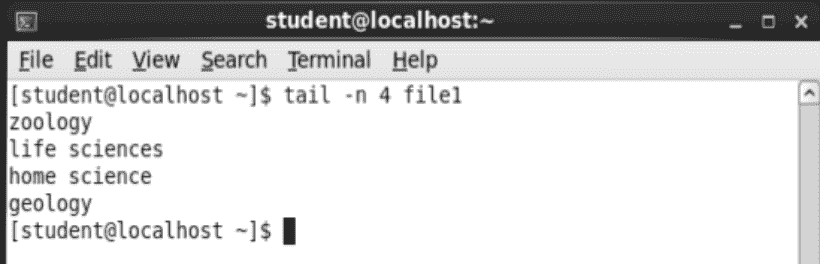 student@localhost:~
File Edit View Search Terminal Help
[student@localhost ~]$ tail -n 4 file1
zoology
life sciences
home science
geology
[student@localhost ~]$